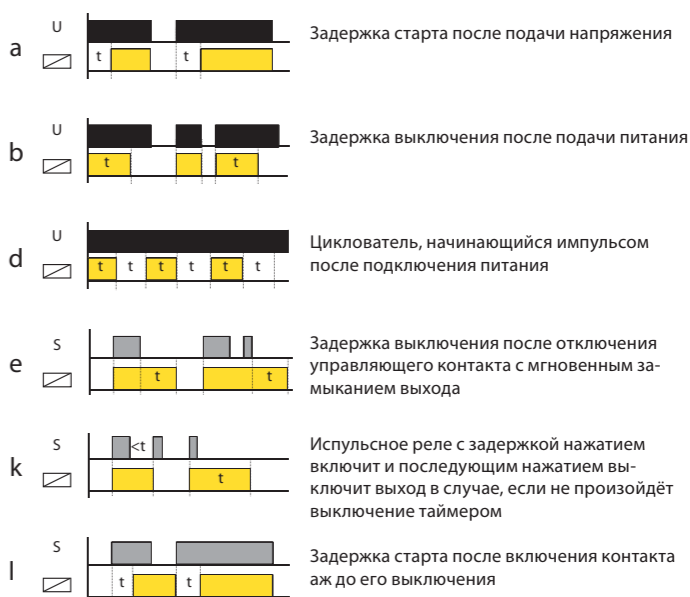 a
U
t
t
Задержка старта после подачи напряжения
b
U
t
t
Задержка выключения после подачи питания
d
U
t t t t t t
Циклователь, начинающийся импульсом
после подключения питания
e
S
t
t
Задержка выключения после отключения
управляющего контакта с мгновенным за-
мыканием выхода
k
S
<t
t
Испульсное реле с задержкой нажатием
включит и последующим нажатием вы-
ключит выход в случае, если не произойдёт
выключение таймером
l
S
t
t
Задержка старта после включения контакта
аж до его выключения